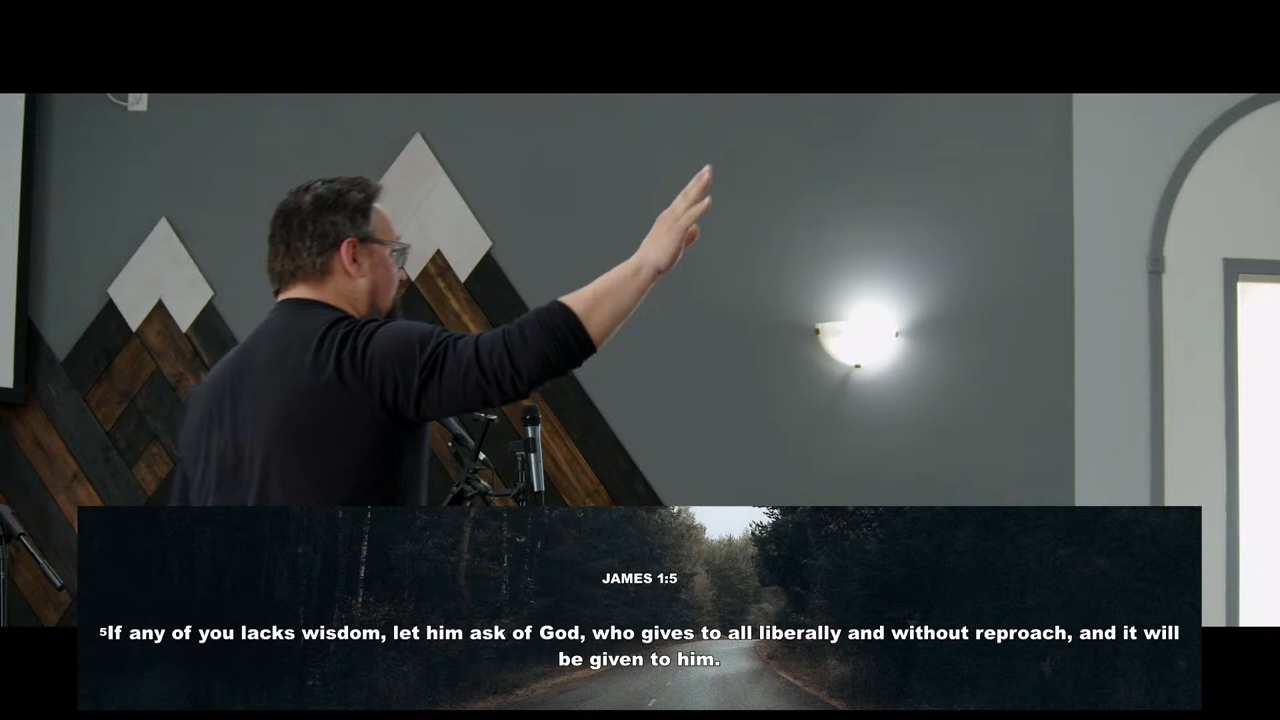 JAMES 1:5
⁵If any of you lacks wisdom, let him ask of God, who gives to all liberally and without reproach, and it will
be given to him.